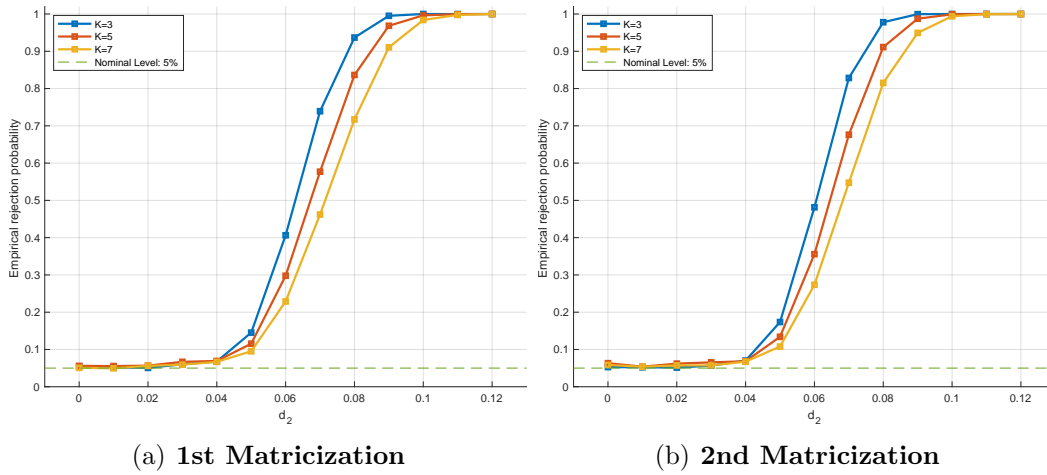 1
0.9
0.8
0.7
0.6
0.5
0.4
0.3
0.2
0.1
0
Empirical rejection probability
K=3
K=5
K=7
Nominal Level: 5%
0 0.02 0.04 0.06 0.08 0.1 0.12
d2
(a) 1st Matricization
1
0.9
0.8
0.7
0.6
0.5
0.4
0.3
0.2
0.1
0
Empirical rejection probability
K=3
K=5
K=7
Nominal Level: 5%
0 0.02 0.04 0.06 0.08 0.1 0.12
d2
(b) 2nd Matricization